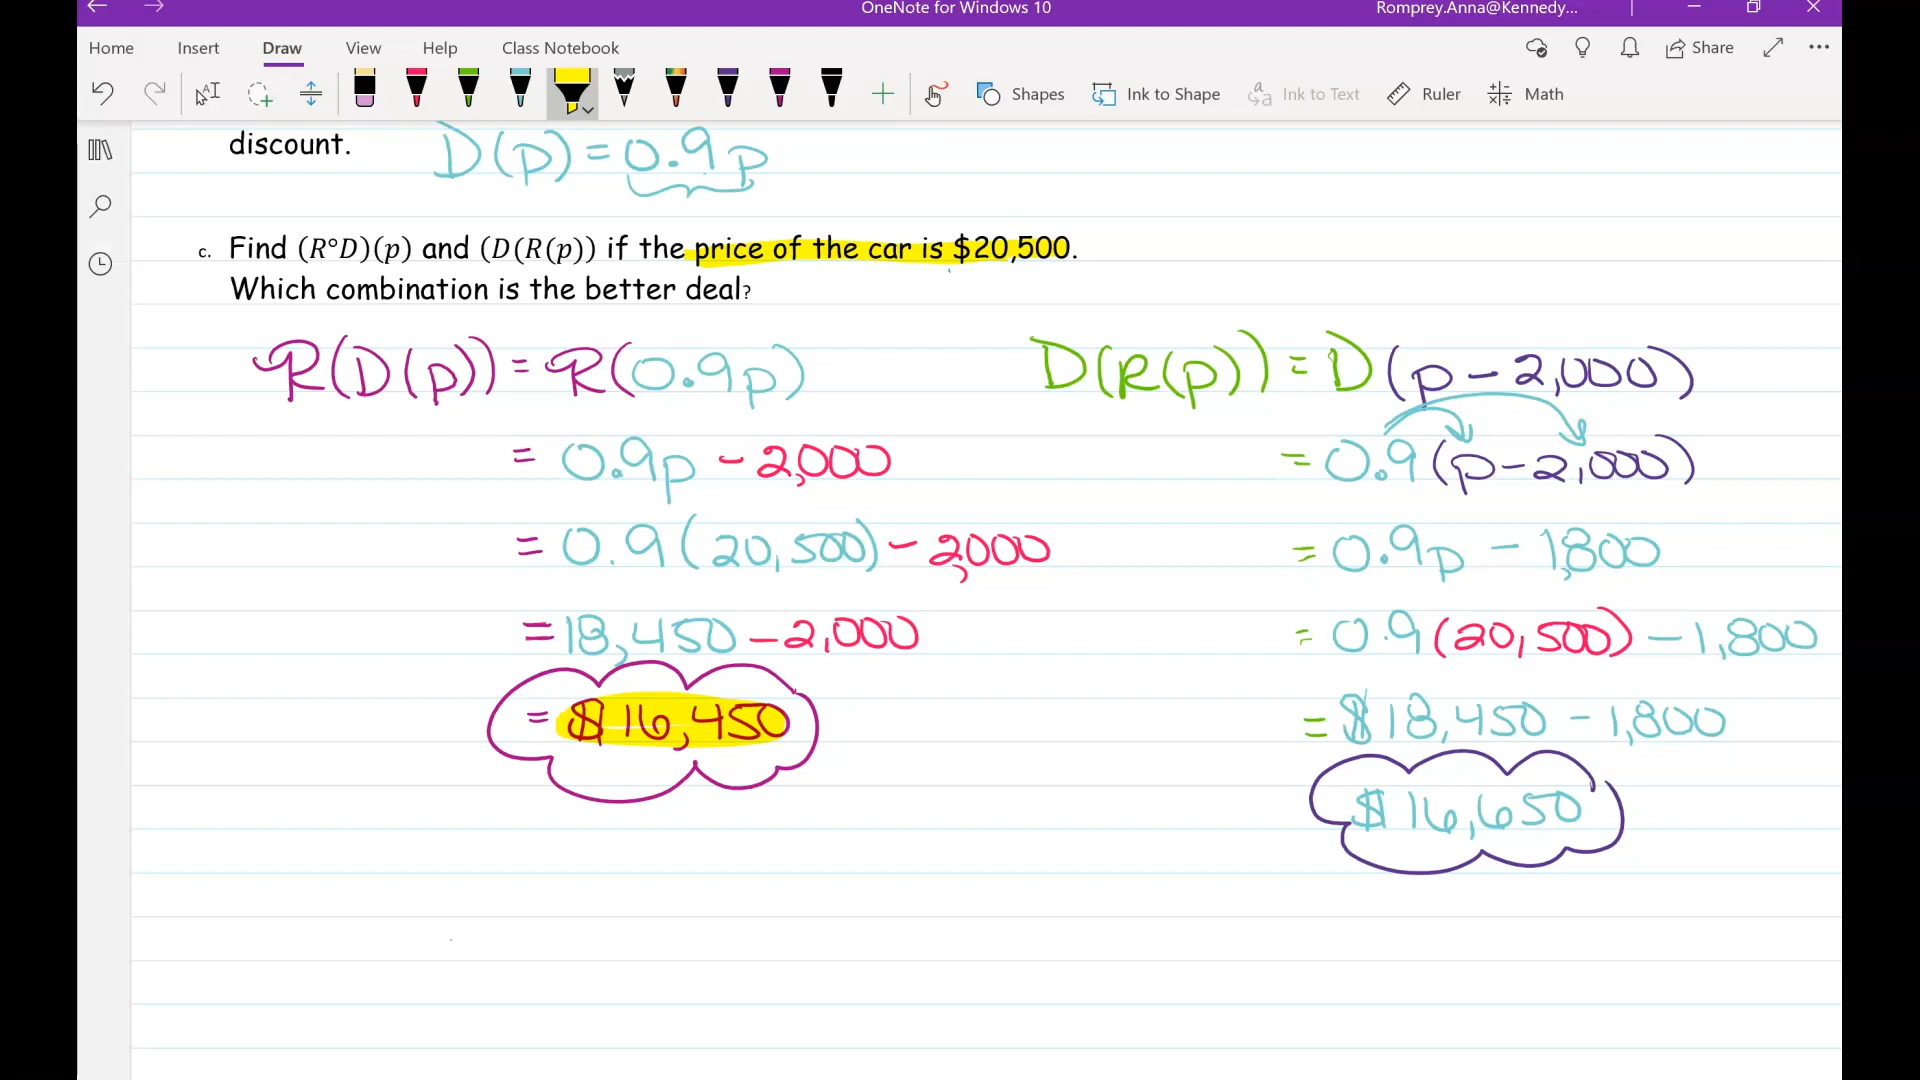 OneNote for Windows 10
Romprey.Anna@Kennedy...
Home Insert Draw View Help Class Notebook
Share
Shapes Ink to Shape Ink to Text Ruler Math
discount. D(p) = 0.9p
c. Find (R°D)(p) and (D(R(p)) if the price of the car is $20,500.
Which combination is the better deal?
R(D(p)) = R(0.9p)
= 0.9p - 2,000
= 0.9(20,500) - 2,000
= 18,450 - 2,000
= $16,450
D(R(p)) = D(p - 2,000)
= 0.9(p - 2,000)
= 0.9p - 1,800
= 0.9(20,500) - 1,800
= $18,450 - 1,800
$16,650